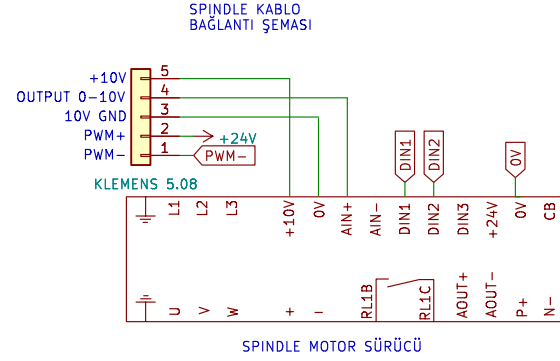 SPINDLE KABLO
BAĞLANTI ŞEMASI
+10V 5
OUTPUT 0-10V 4
10V GND 3
PWM+ 2 +24V
PWM- 1 PWM-
KLEMENS 5.08
DIN1 DIN2 0V
L1 L2 L3 +10V 0V AIN+ AIN- DIN1 DIN2 DIN3 +24V 0V CB
U V W + - RL1B RL1C AOUT+ AOUT- P+ N-
SPINDLE MOTOR SÜRÜCÜ